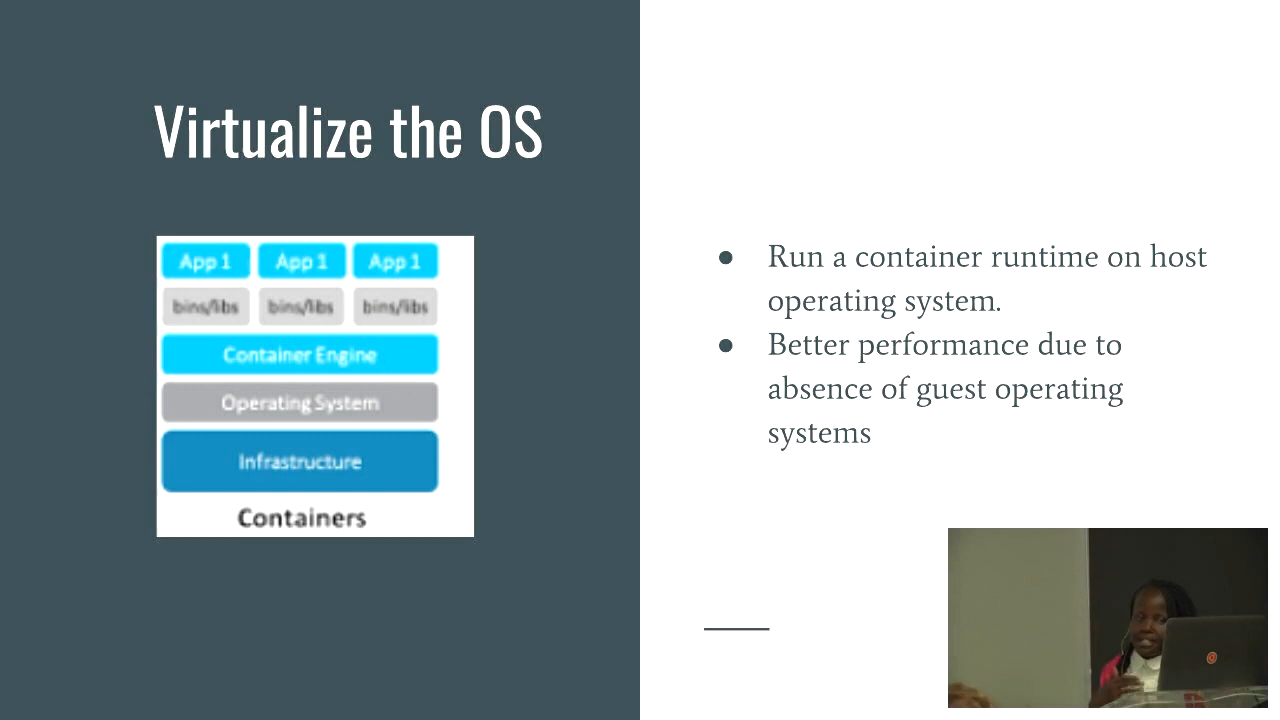 Virtualize the OS
App 1 App 1 App 1
bins/libs bins/libs bins/libs
Container Engine
Operating System
Infrastructure
Containers
● Run a container runtime on host
operating system.
● Better performance due to
absence of guest operating
systems